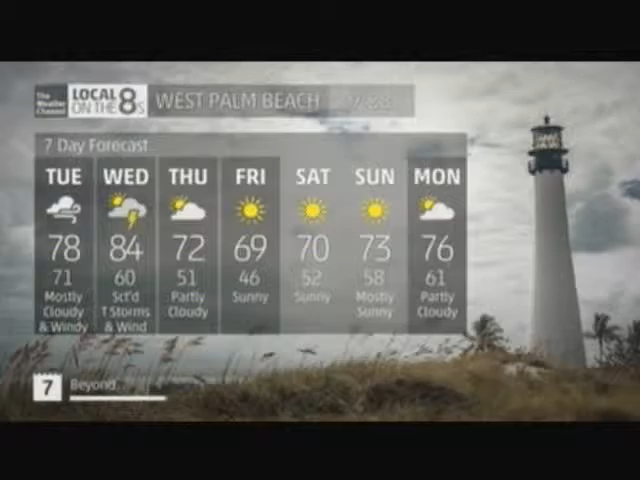 The Weather Channel
LOCAL ON THE 8s
WEST PALM BEACH
7 Day Forecast
TUE WED THU FRI SAT SUN MON
78 84 72 69 70 73 76
71 60 51 46 52 58 61
Mostly Sct'd Partly Sunny Sunny Mostly Partly
Cloudy T Storms Cloudy Sunny Cloudy
& Windy & Wind
7 Beyond